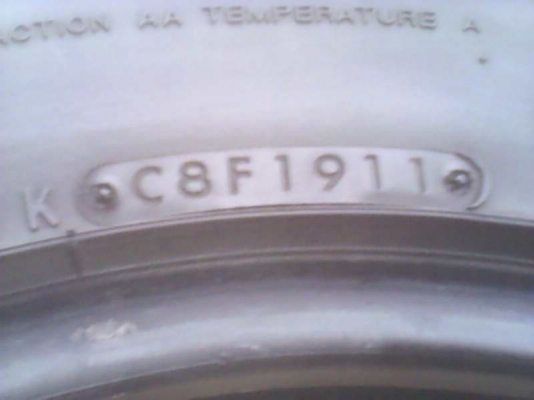 ACTION AA TEMPERATURE A
K C8F1911